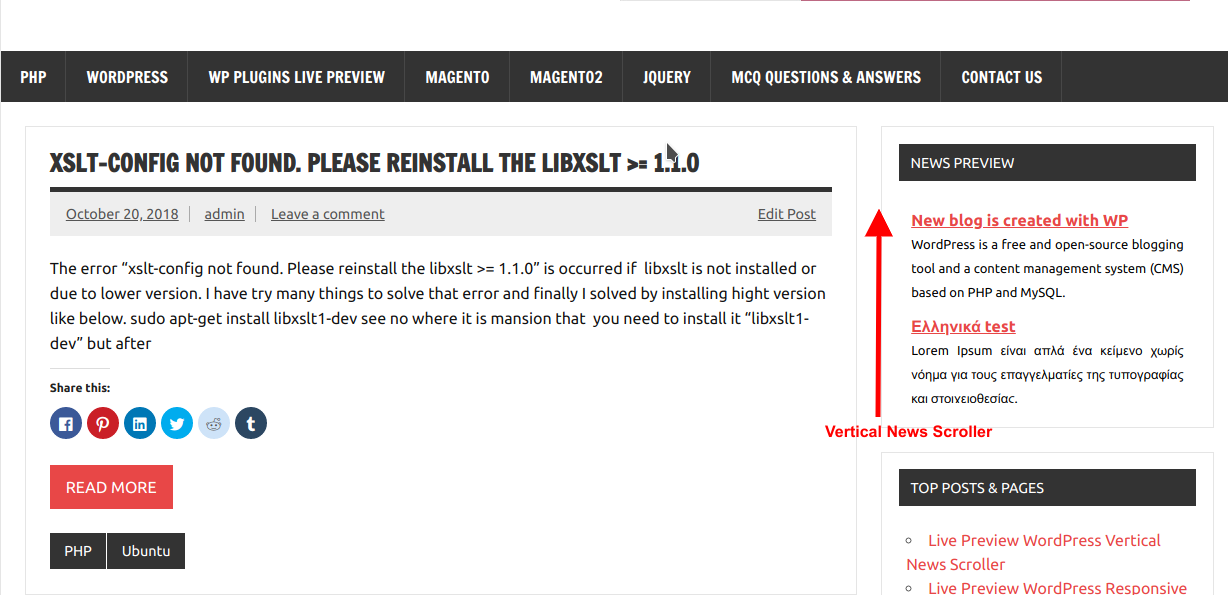 PHP WORDPRESS WP PLUGINS LIVE PREVIEW MAGENTO MAGENTO2 JQUERY MCQ QUESTIONS & ANSWERS CONTACT US
XSLT-CONFIG NOT FOUND. PLEASE REINSTALL THE LIBXSLT >= 1.1.0
October 20, 2018 admin Leave a comment Edit Post
The error “xslt-config not found. Please reinstall the libxslt >= 1.1.0” is occurred if libxslt is not installed or
due to lower version. I have try many things to solve that error and finally I solved by installing hight version
like below. sudo apt-get install libxslt1-dev see no where it is mansion that you need to install it “libxslt1-
dev” but after
Share this:
READ MORE
PHP Ubuntu
NEWS PREVIEW
New blog is created with WP
WordPress is a free and open-source blogging
tool and a content management system (CMS)
based on PHP and MySQL.
Ελληνικά test
Lorem Ipsum είναι απλά ένα κείμενο χωρίς
νόημα για τους επαγγελματίες της τυπογραφίας
και στοιχειοθεσίας.
Vertical News Scroller
TOP POSTS & PAGES
Live Preview WordPress Vertical
News Scroller
Live Preview WordPress Responsive